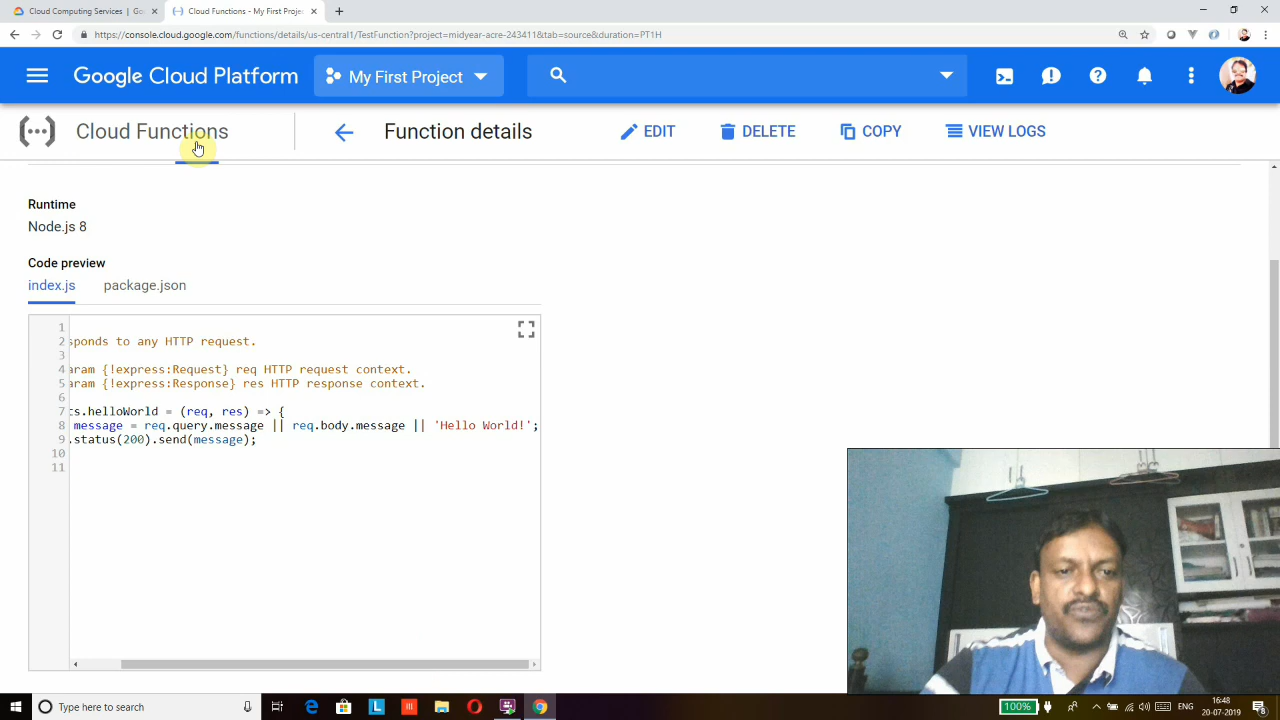 Cloud Computing Services | Go
Cloud Functions - My First Projec
https://console.cloud.google.com/functions/details/us-central1/TestFunction?project=midyear-acre-243411&tab=source&duration=PT1H
Google Cloud Platform
My First Project
Cloud Functions
Function details
EDIT
DELETE
COPY
VIEW LOGS
Runtime
Node.js 8
Code preview
index.js
package.json
1
2 sponds to any HTTP request.
3
4 aram {!express:Request} req HTTP request context.
5 aram {!express:Response} res HTTP response context.
6
7 ts.helloWorld = (req, res) => {
8 message = req.query.message || req.body.message || 'Hello World!';
9 .status(200).send(message);
10
11
Type here to search
100%
16:48
20-07-2019
8